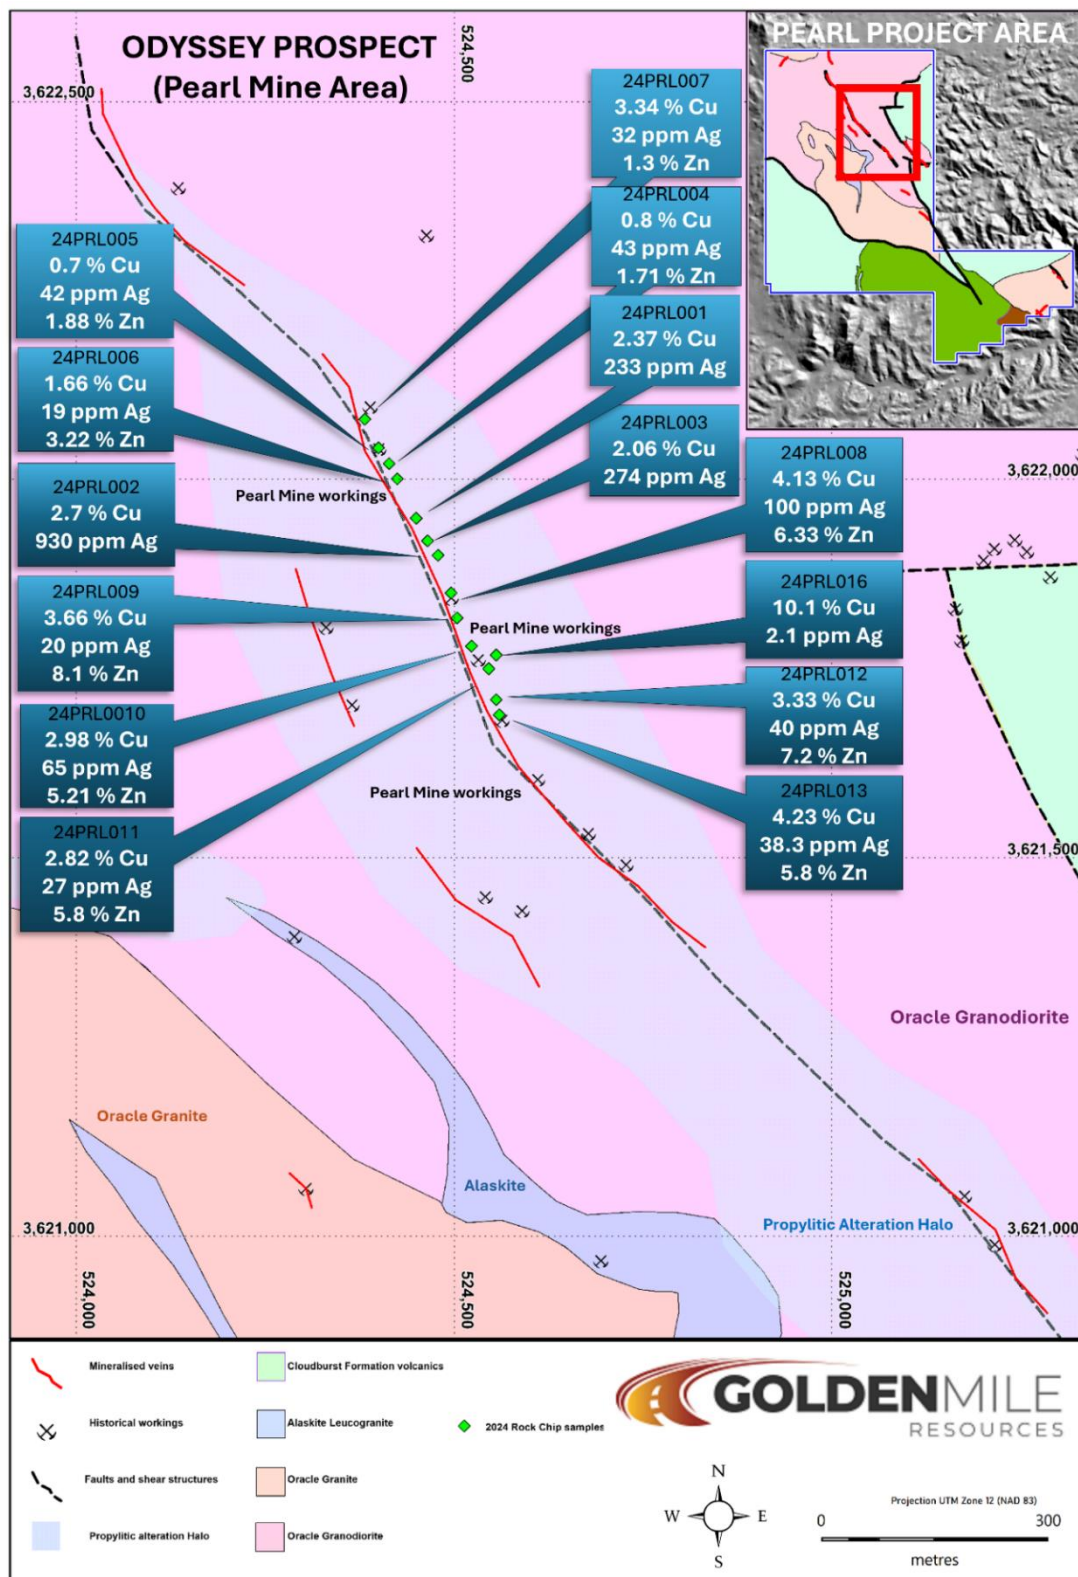 ODYSSEY PROSPECT
(Pearl Mine Area)
524,500
PEARL PROJECT AREA
3,622,500
24PRL007
3.34 % Cu
32 ppm Ag
1.3 % Zn
24PRL004
0.8 % Cu
43 ppm Ag
1.71 % Zn
24PRL005
0.7 % Cu
42 ppm Ag
1.88 % Zn
24PRL001
2.37 % Cu
233 ppm Ag
24PRL006
1.66 % Cu
19 ppm Ag
3.22 % Zn
24PRL003
2.06 % Cu
274 ppm Ag
24PRL008
4.13 % Cu
100 ppm Ag
6.33 % Zn
3,622,000
24PRL002
2.7 % Cu
930 ppm Ag
Pearl Mine workings
24PRL009
3.66 % Cu
20 ppm Ag
8.1 % Zn
24PRL016
10.1 % Cu
2.1 ppm Ag
Pearl Mine workings
24PRL0010
2.98 % Cu
65 ppm Ag
5.21 % Zn
24PRL012
3.33 % Cu
40 ppm Ag
7.2 % Zn
Pearl Mine workings
24PRL013
4.23 % Cu
38.3 ppm Ag
5.8 % Zn
24PRL011
2.82 % Cu
27 ppm Ag
5.8 % Zn
3,621,500
Oracle Granodiorite
Oracle Granite
Alaskite
Propylitic Alteration Halo
3,621,000
3,621,000
524,000
524,500
525,000
Mineralised veins
Historical workings
Faults and shear structures
Propylitic alteration Halo
Cloudburst Formation volcanics
Alaskite Leucogranite
Oracle Granite
Oracle Granodiorite
2024 Rock Chip samples
GOLDENMILE
RESOURCES
N
W E
S
Projection UTM Zone 12 (NAD 83)
0 300
metres